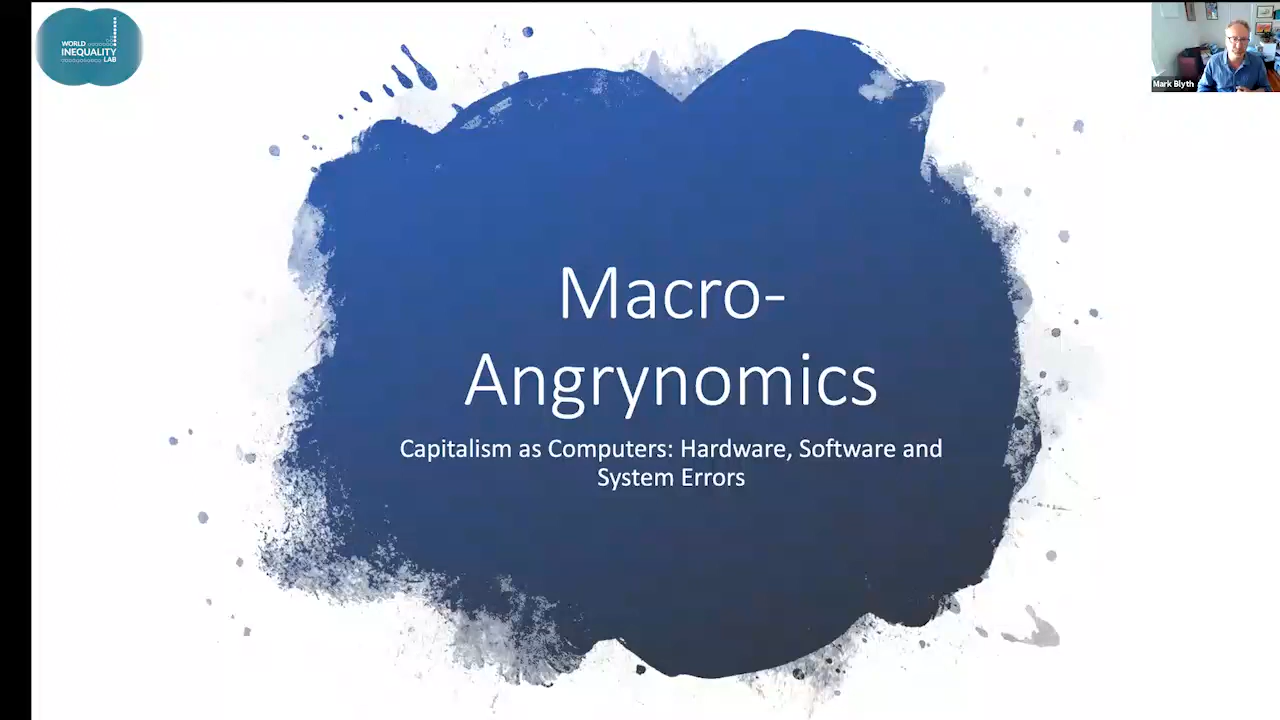 WORLD
INEQUALITY
LAB
Mark Blyth
Macro-
Angrynomics
Capitalism as Computers: Hardware, Software and
System Errors